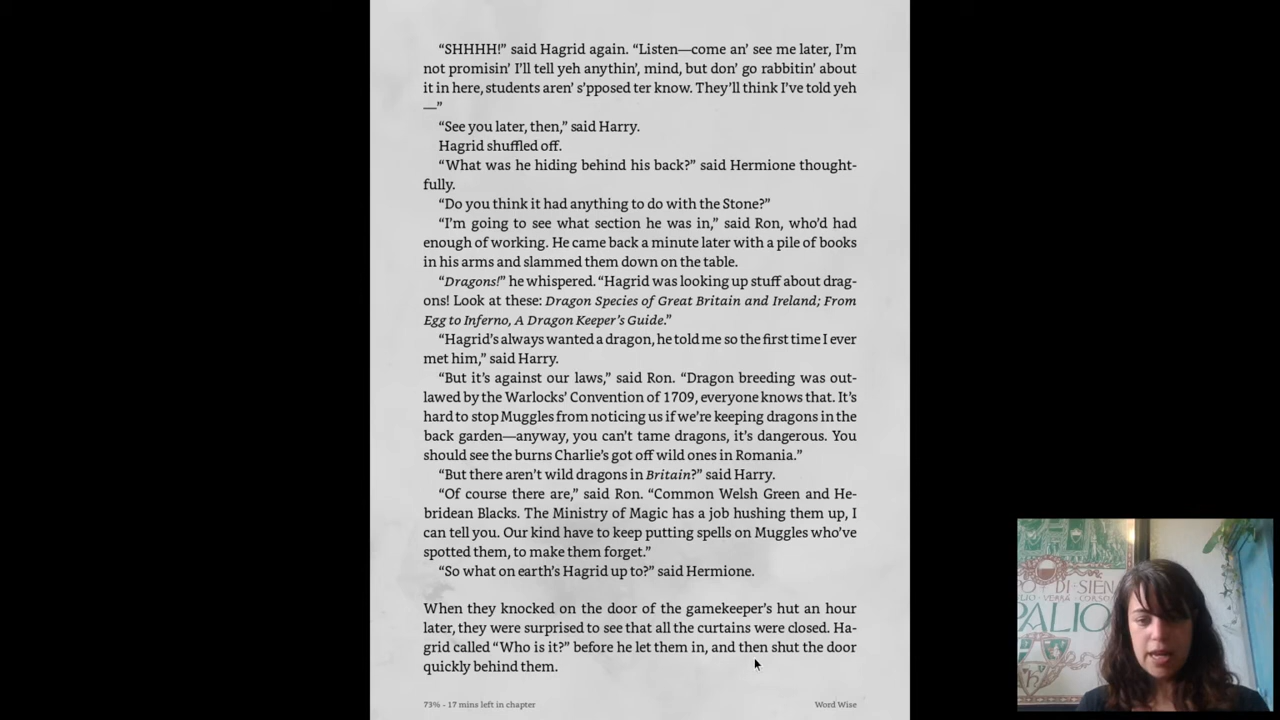 “SHHHH!” said Hagrid again. “Listen—come an’ see me later, I’m
not promisin’ I’ll tell yeh anythin’, mind, but don’ go rabbitin’ about
it in here, students aren’ s’pposed ter know. They’ll think I’ve told yeh
—”
“See you later, then,” said Harry.
Hagrid shuffled off.
“What was he hiding behind his back?” said Hermione thought-
fully.
“Do you think it had anything to do with the Stone?”
“I’m going to see what section he was in,” said Ron, who’d had
enough of working. He came back a minute later with a pile of books
in his arms and slammed them down on the table.
“Dragons!” he whispered. “Hagrid was looking up stuff about drag-
ons! Look at these: Dragon Species of Great Britain and Ireland; From
Egg to Inferno, A Dragon Keeper’s Guide.”
“Hagrid’s always wanted a dragon, he told me so the first time I ever
met him,” said Harry.
“But it’s against our laws,” said Ron. “Dragon breeding was out-
lawed by the Warlocks’ Convention of 1709, everyone knows that. It’s
hard to stop Muggles from noticing us if we’re keeping dragons in the
back garden—anyway, you can’t tame dragons, it’s dangerous. You
should see the burns Charlie’s got off wild ones in Romania.”
“But there aren’t wild dragons in Britain?” said Harry.
“Of course there are,” said Ron. “Common Welsh Green and He-
bridean Blacks. The Ministry of Magic has a job hushing them up, I
can tell you. Our kind have to keep putting spells on Muggles who’ve
spotted them, to make them forget.”
“So what on earth’s Hagrid up to?” said Hermione.
When they knocked on the door of the gamekeeper’s hut an hour
later, they were surprised to see that all the curtains were closed. Ha-
grid called “Who is it?” before he let them in, and then shut the door
quickly behind them.
73% - 17 mins left in chapter
Word Wise
DI·SIEN
PALIO